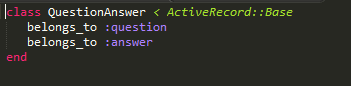 class QuestionAnswer < ActiveRecord::Base
  belongs_to :question
  belongs_to :answer
end